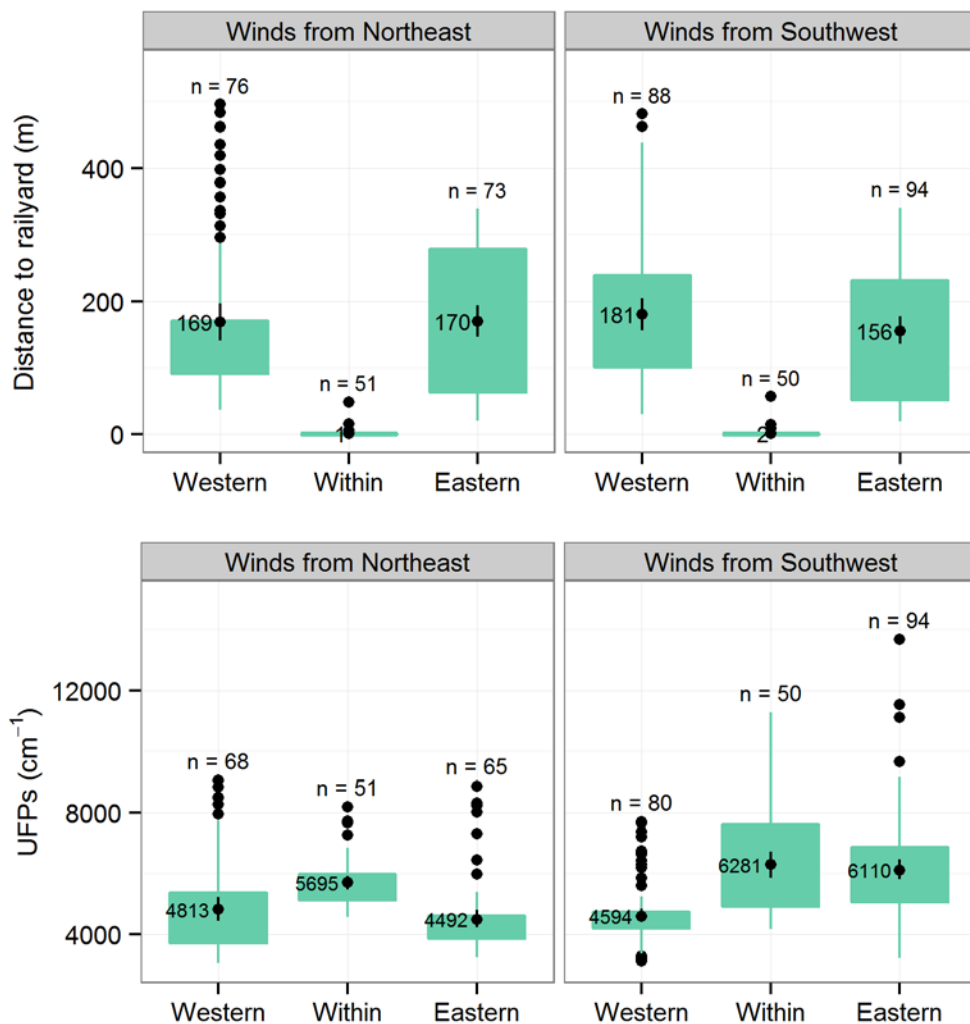 Winds from Northeast
Winds from Southwest
Distance to railyard (m)
400
200
0
n = 76
169
n = 51
1
n = 73
170
n = 88
181
n = 50
2
n = 94
156
Western
Within
Eastern
Western
Within
Eastern
Winds from Northeast
Winds from Southwest
UFPs (cm⁻¹)
12000
8000
4000
n = 68
4813
n = 51
5695
n = 65
4492
n = 80
4594
n = 50
6281
n = 94
6110
Western
Within
Eastern
Western
Within
Eastern